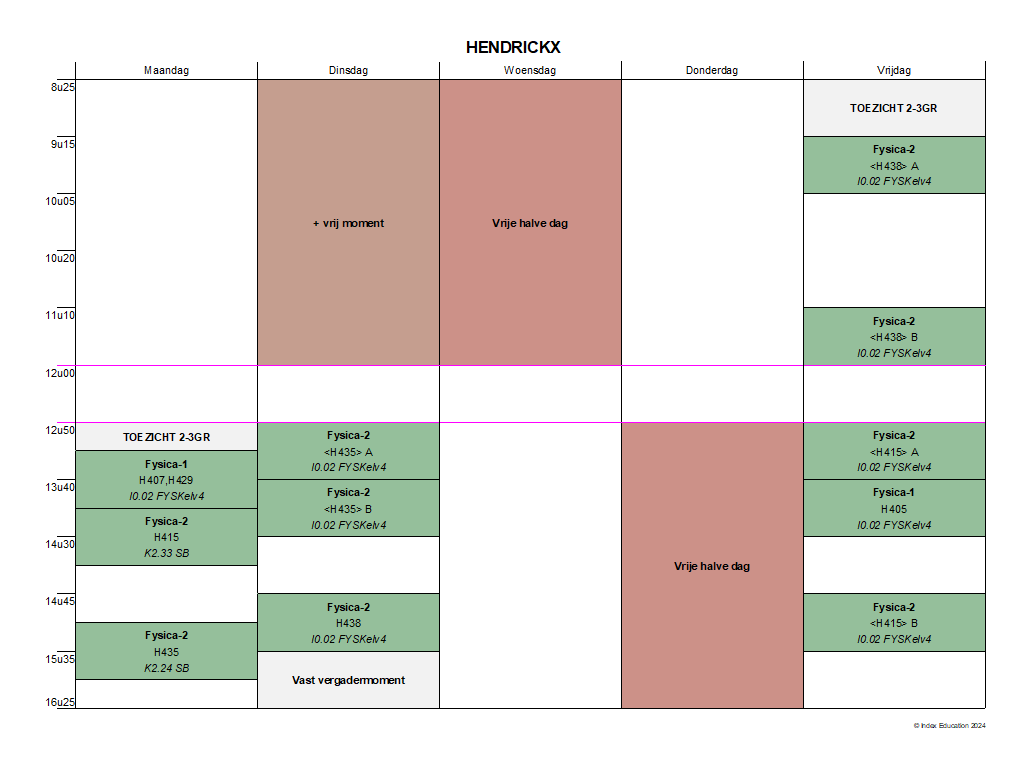 HENDRICKX
Maandag
Dinsdag
Woensdag
Donderdag
Vrijdag
8u25
9u15
10u05
10u20
11u10
12u00
12u50
13u40
14u30
14u45
15u35
16u25
TOEZICHT 2-3GR
Fysica-1
H407,H429
I0.02 FYSKelv4
Fysica-2
H415
K2.33 SB
Fysica-2
H435
K2.24 SB
+ vrij moment
Fysica-2
<H435> A
I0.02 FYSKelv4
Fysica-2
<H435> B
I0.02 FYSKelv4
Fysica-2
H438
I0.02 FYSKelv4
Vast vergadermoment
Vrije halve dag
Vrije halve dag
TOEZICHT 2-3GR
Fysica-2
<H438> A
I0.02 FYSKelv4
Fysica-2
<H438> B
I0.02 FYSKelv4
Fysica-2
<H415> A
I0.02 FYSKelv4
Fysica-1
H405
I0.02 FYSKelv4
Fysica-2
<H415> B
I0.02 FYSKelv4
© Index Education 2024